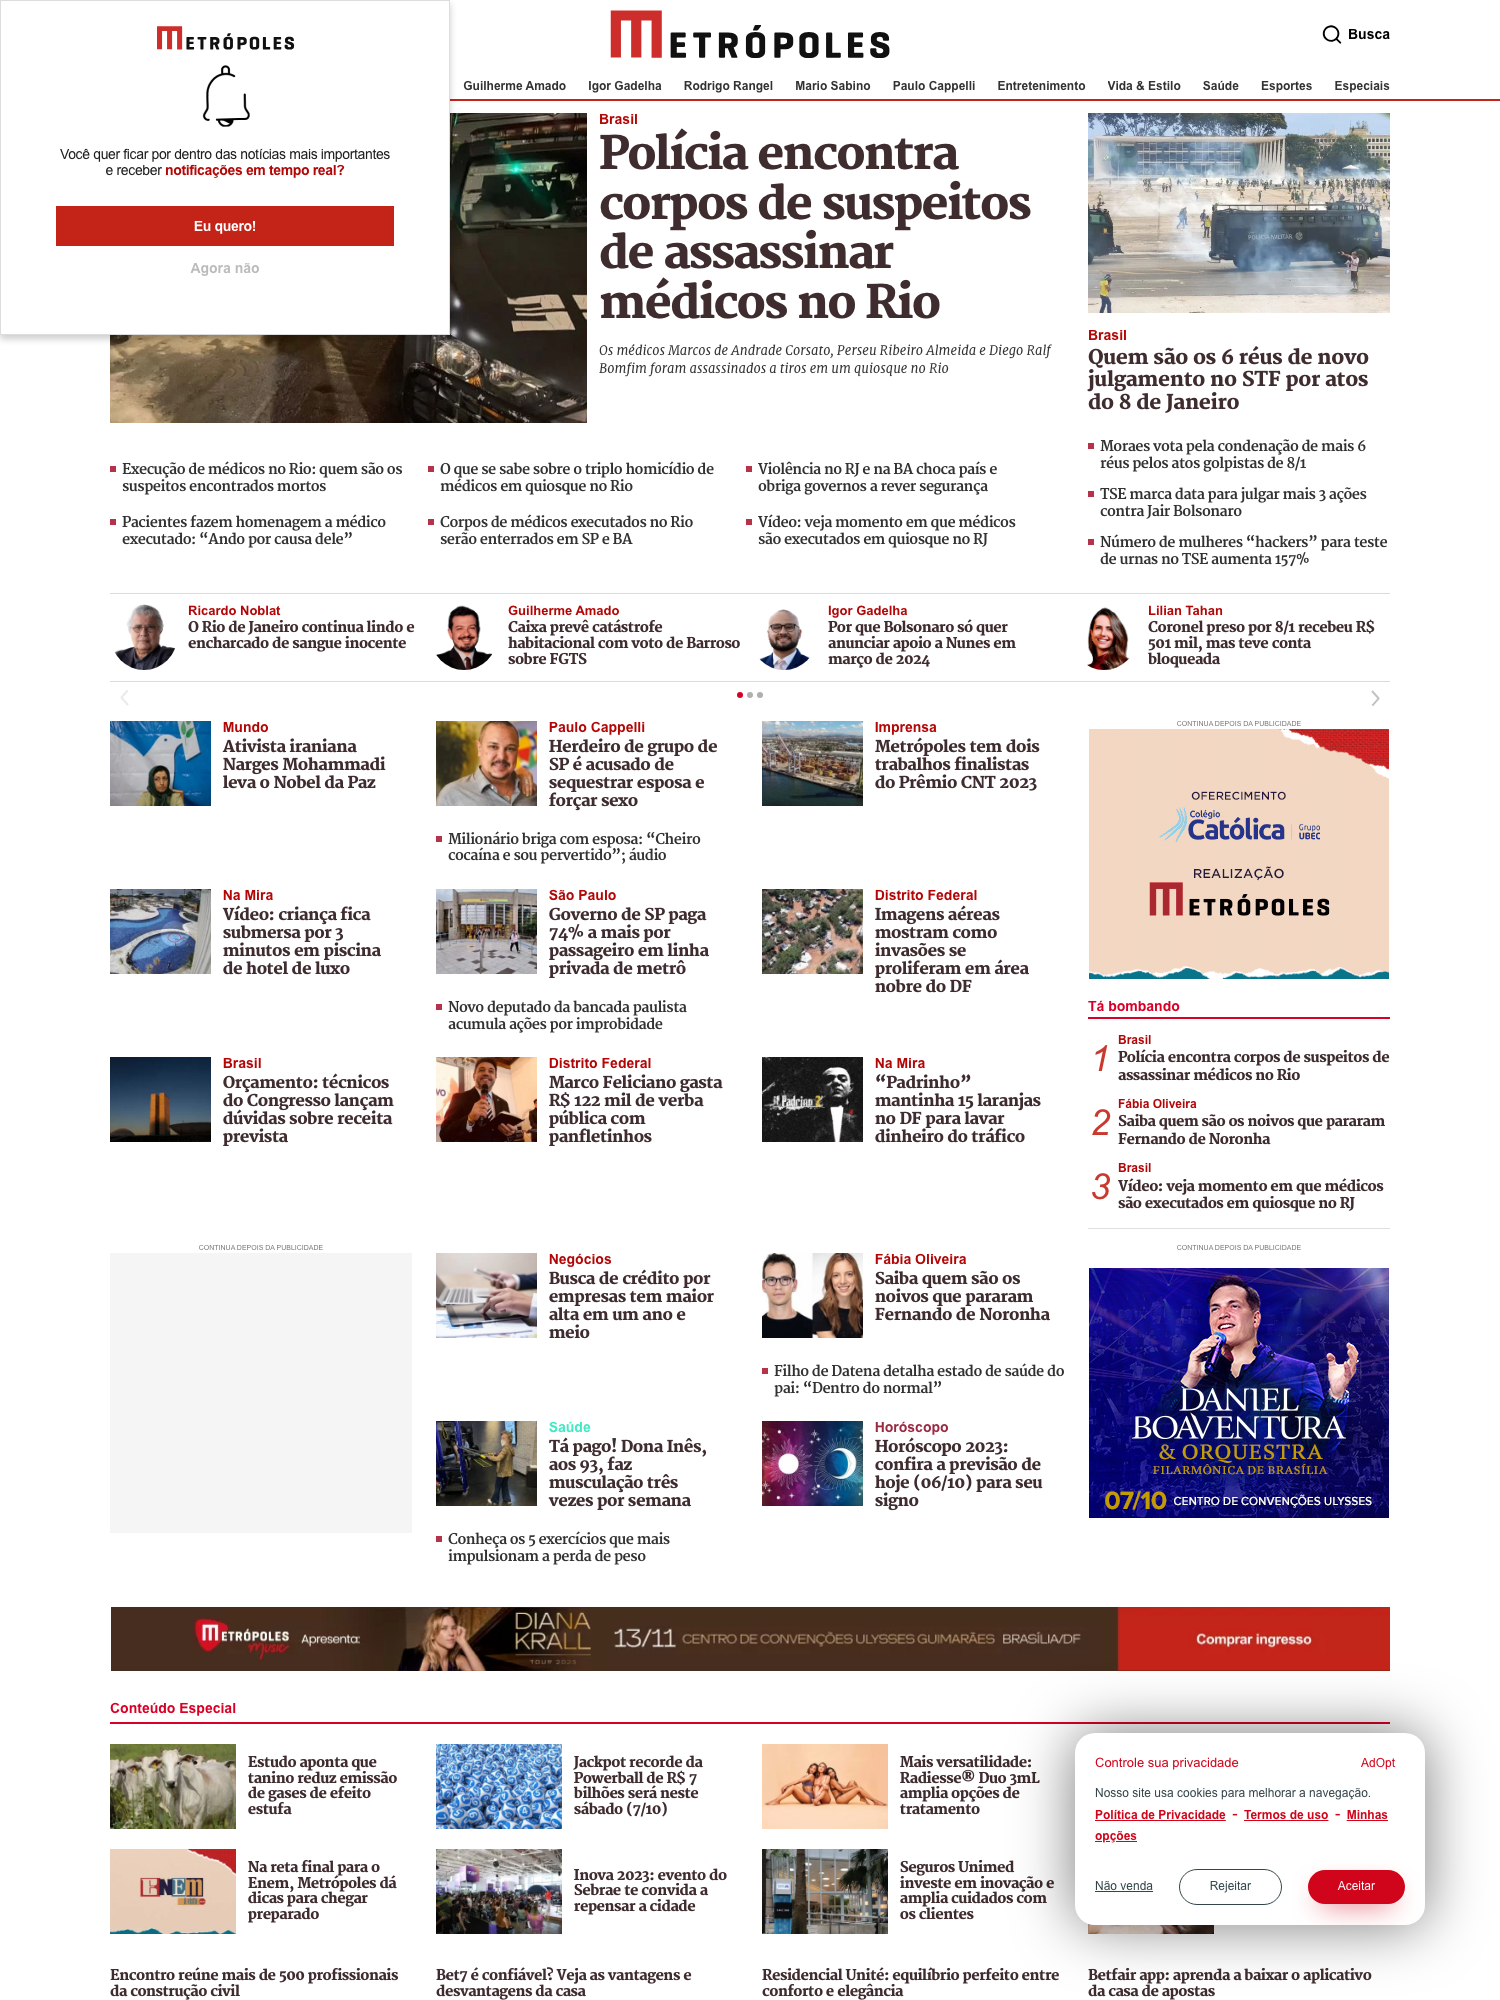 METRÓPOLES
Você quer ficar por dentro das notícias mais importantes
e receber notificações em tempo real?
Eu quero!
Agora não
METRÓPOLES
Busca
Guilherme Amado
Igor Gadelha
Rodrigo Rangel
Mario Sabino
Paulo Cappelli
Entretenimento
Vida & Estilo
Saúde
Esportes
Especiais
Brasil
Polícia encontra
corpos de suspeitos
de assassinar
médicos no Rio
Os médicos Marcos de Andrade Corsato, Perseu Ribeiro Almeida e Diego Ralf
Bomfim foram assassinados a tiros em um quiosque no Rio
Brasil
Quem são os 6 réus de novo
julgamento no STF por atos
do 8 de Janeiro
Moraes vota pela condenação de mais 6
réus pelos atos golpistas de 8/1
TSE marca data para julgar mais 3 ações
contra Jair Bolsonaro
Número de mulheres “hackers” para teste
de urnas no TSE aumenta 157%
Execução de médicos no Rio: quem são os
suspeitos encontrados mortos
O que se sabe sobre o triplo homicídio de
médicos em quiosque no Rio
Violência no RJ e na BA choca país e
obriga governos a rever segurança
Pacientes fazem homenagem a médico
executado: “Ando por causa dele”
Corpos de médicos executados no Rio
serão enterrados em SP e BA
Vídeo: veja momento em que médicos
são executados em quiosque no RJ
Ricardo Noblat
O Rio de Janeiro continua lindo e
encharcado de sangue inocente
Guilherme Amado
Caixa prevê catástrofe
habitacional com voto de Barroso
sobre FGTS
Igor Gadelha
Por que Bolsonaro só quer
anunciar apoio a Nunes em
março de 2024
Lilian Tahan
Coronel preso por 8/1 recebeu R$
501 mil, mas teve conta
bloqueada
Mundo
Ativista iraniana
Narges Mohammadi
leva o Nobel da Paz
Paulo Cappelli
Herdeiro de grupo de
SP é acusado de
sequestrar esposa e
forçar sexo
Milionário briga com esposa: “Cheiro
cocaína e sou pervertido”; áudio
Imprensa
Metrópoles tem dois
trabalhos finalistas
do Prêmio CNT 2023
CONTINUA DEPOIS DA PUBLICIDADE
OFERECIMENTO
Colégio
Católica
Grupo
UBEC
REALIZAÇÃO
METRÓPOLES
Na Mira
Vídeo: criança fica
submersa por 3
minutos em piscina
de hotel de luxo
São Paulo
Governo de SP paga
74% a mais por
passageiro em linha
privada de metrô
Novo deputado da bancada paulista
acumula ações por improbidade
Distrito Federal
Imagens aéreas
mostram como
invasões se
proliferam em área
nobre do DF
Tá bombando
1
Brasil
Polícia encontra corpos de suspeitos de
assassinar médicos no Rio
2
Fábia Oliveira
Saiba quem são os noivos que pararam
Fernando de Noronha
3
Brasil
Vídeo: veja momento em que médicos
são executados em quiosque no RJ
Brasil
Orçamento: técnicos
do Congresso lançam
dúvidas sobre receita
prevista
Distrito Federal
Marco Feliciano gasta
R$ 122 mil de verba
pública com
panfletinhos
Il Padrino 2
Na Mira
“Padrinho”
mantinha 15 laranjas
no DF para lavar
dinheiro do tráfico
CONTINUA DEPOIS DA PUBLICIDADE
Negócios
Busca de crédito por
empresas tem maior
alta em um ano e
meio
Fábia Oliveira
Saiba quem são os
noivos que pararam
Fernando de Noronha
Filho de Datena detalha estado de saúde do
pai: “Dentro do normal”
CONTINUA DEPOIS DA PUBLICIDADE
DANIEL
BOAVENTURA
& ORQUESTRA
FILARMÔNICA DE BRASÍLIA
07/10 CENTRO DE CONVENÇÕES ULYSSES
Saúde
Tá pago! Dona Inês,
aos 93, faz
musculação três
vezes por semana
Conheça os 5 exercícios que mais
impulsionam a perda de peso
Horóscopo
Horóscopo 2023:
confira a previsão de
hoje (06/10) para seu
signo
METRÓPOLES
music
Apresenta:
DIANA
KRALL
TOUR 2023
13/11 CENTRO DE CONVENÇÕES ULYSSES GUIMARÃES BRASÍLIA/DF
Comprar ingresso
Conteúdo Especial
Estudo aponta que
tanino reduz emissão
de gases de efeito
estufa
Jackpot recorde da
Powerball de R$ 7
bilhões será neste
sábado (7/10)
Mais versatilidade:
Radiesse® Duo 3mL
amplia opções de
tratamento
ENEM
Na reta final para o
Enem, Metrópoles dá
dicas para chegar
preparado
Inova 2023: evento do
Sebrae te convida a
repensar a cidade
Seguros Unimed
investe em inovação e
amplia cuidados com
os clientes
Controle sua privacidade
AdOpt
Nosso site usa cookies para melhorar a navegação.
Política de Privacidade - Termos de uso - Minhas
opções
Não venda
Rejeitar
Aceitar
Encontro reúne mais de 500 profissionais
da construção civil
Bet7 é confiável? Veja as vantagens e
desvantagens da casa
Residencial Unité: equilíbrio perfeito entre
conforto e elegância
Betfair app: aprenda a baixar o aplicativo
da casa de apostas